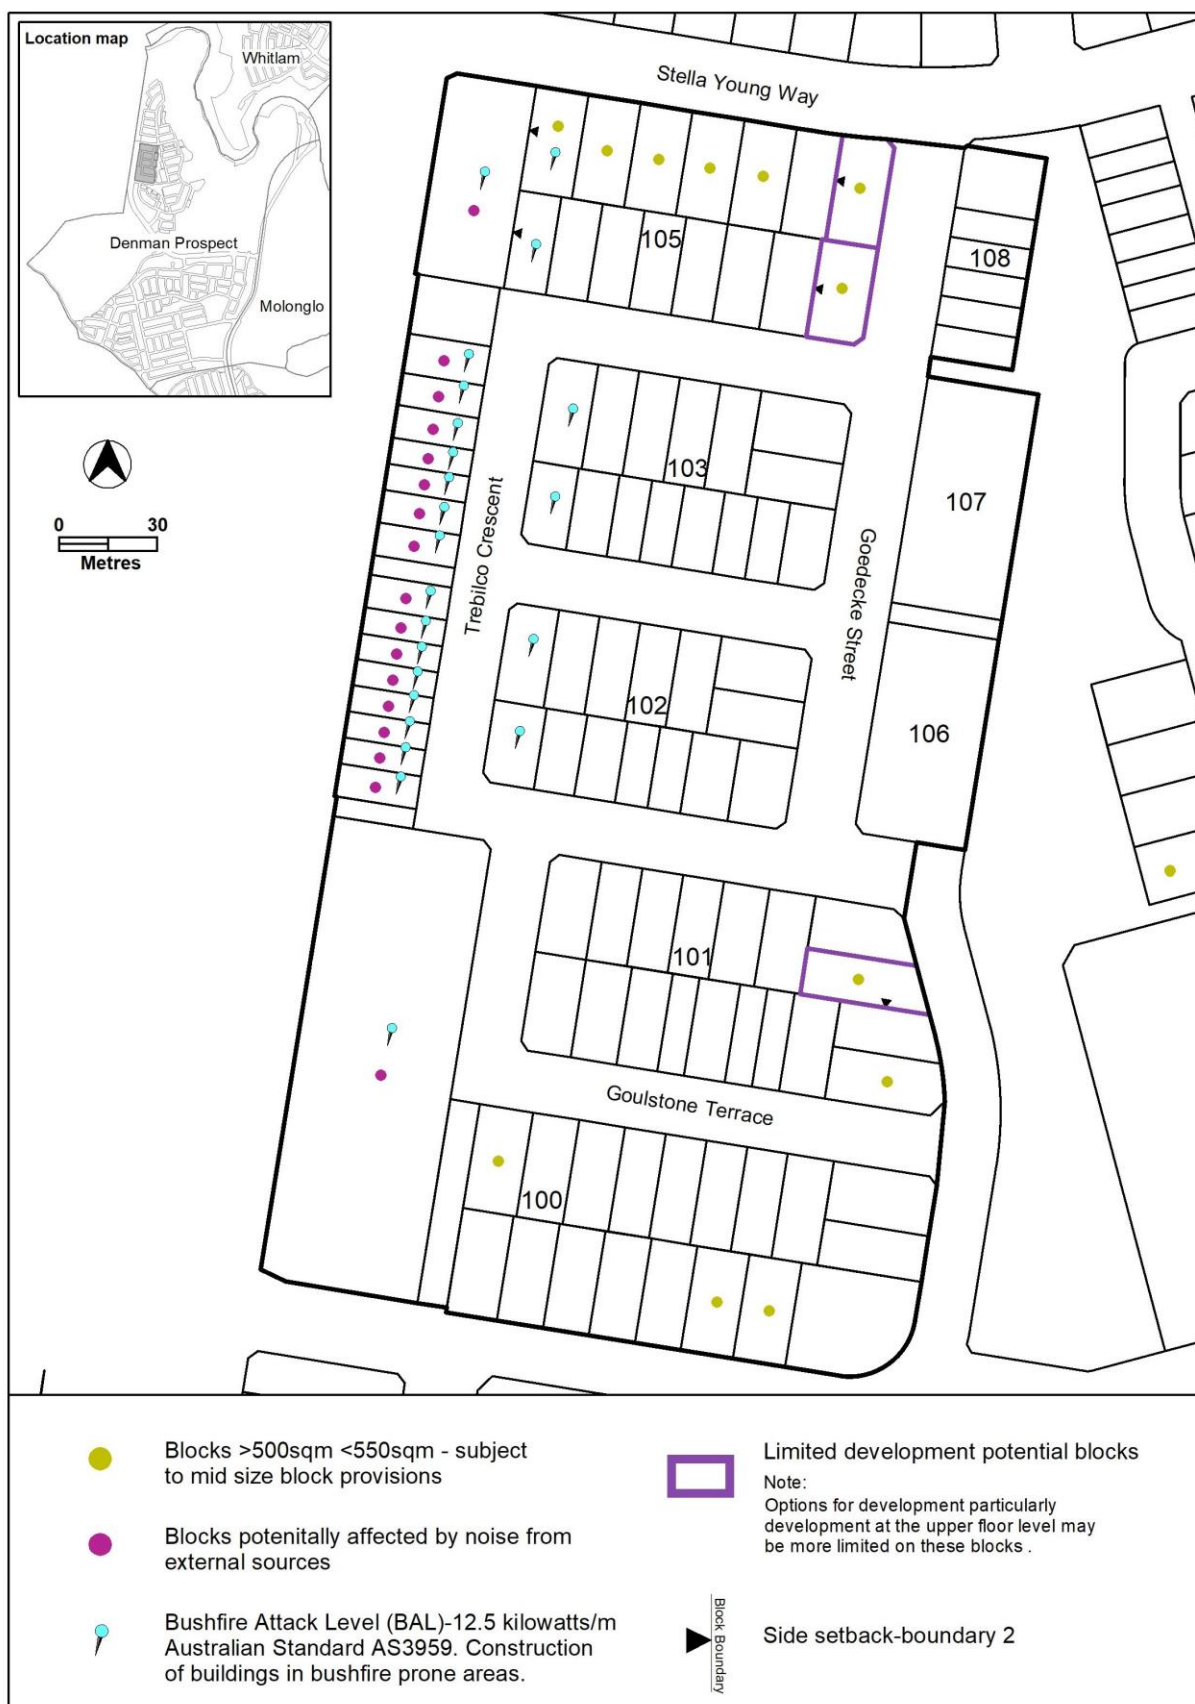 Location map
Whitlam
Denman Prospect
Molonglo
0 30
Metres
Stella Young Way
105
108
103
107
Trebilco Crescent
Goedecke Street
102
106
101
Goulstone Terrace
100
Blocks >500sqm <550sqm - subject
to mid size block provisions
Blocks potenitally affected by noise from
external sources
Bushfire Attack Level (BAL)-12.5 kilowatts/m
Australian Standard AS3959. Construction
of buildings in bushfire prone areas.
Limited development potential blocks
Note:
Options for development particularly
development at the upper floor level may
be more limited on these blocks .
Block Boundary
Side setback-boundary 2